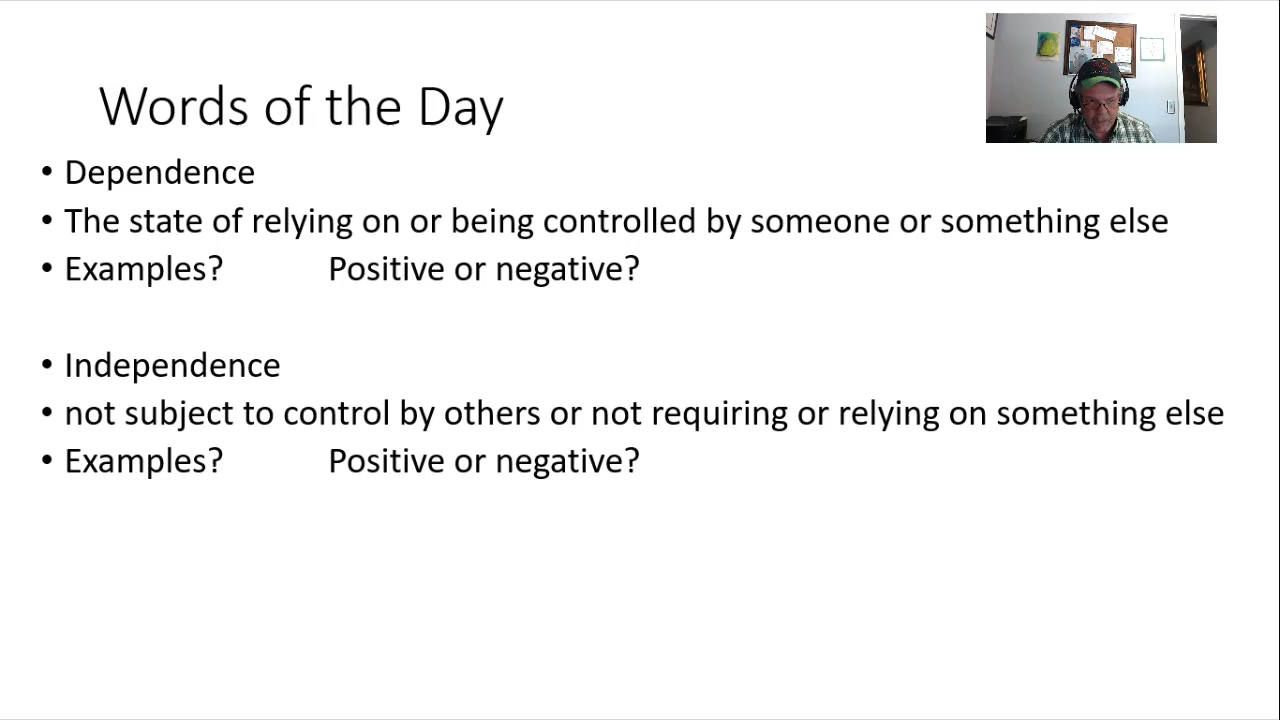 Words of the Day
• Dependence
• The state of relying on or being controlled by someone or something else
• Examples? Positive or negative?
• Independence
• not subject to control by others or not requiring or relying on something else
• Examples? Positive or negative?